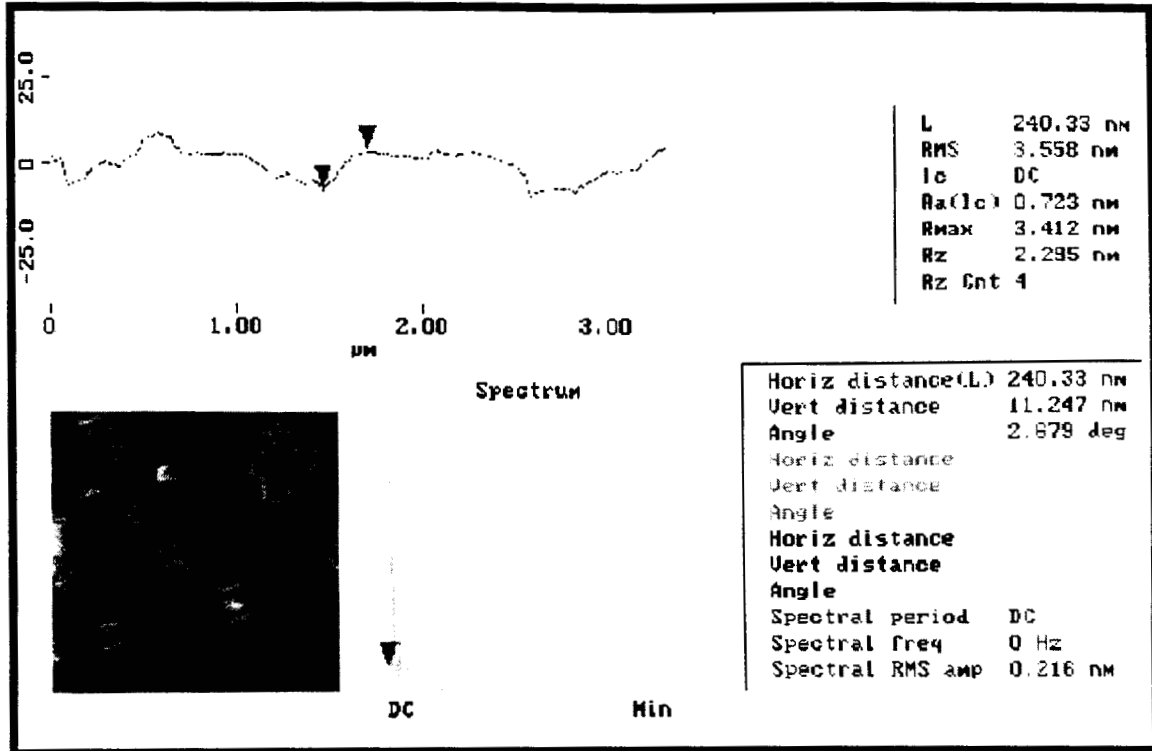 25.0
0
-25.0
0 1.00 2.00 3.00
µm
L 240.33 nm
RMS 3.558 nm
lc DC
Ra(lc) 0.723 nm
Rmax 3.412 nm
Rz 2.295 nm
Rz Cnt 4
Spectrum
DC Min
Horiz distance(L) 240.33 nm
Vert distance 11.247 nm
Angle 2.679 deg
Horiz distance
Vert distance
Angle
Horiz distance
Vert distance
Angle
Spectral period DC
Spectral freq 0 Hz
Spectral RMS amp 0.216 nm